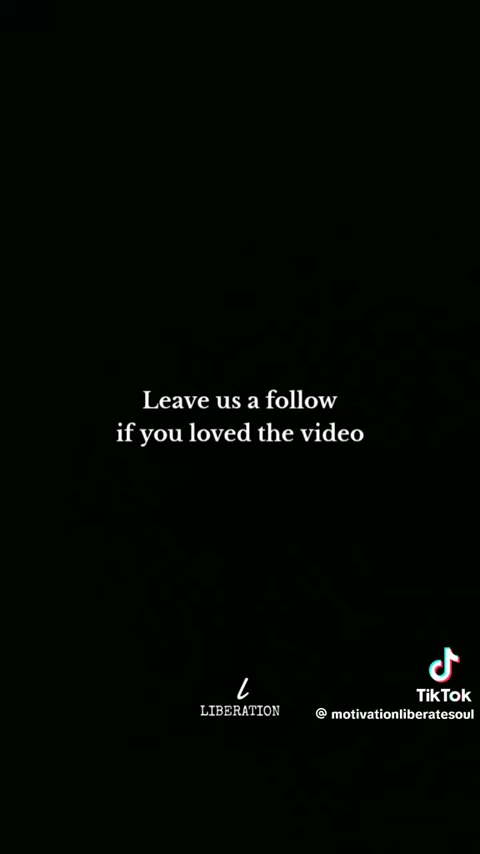 Leave us a follow
if you loved the video
l
LIBERATION
TikTok
@ motivationliberatesoul